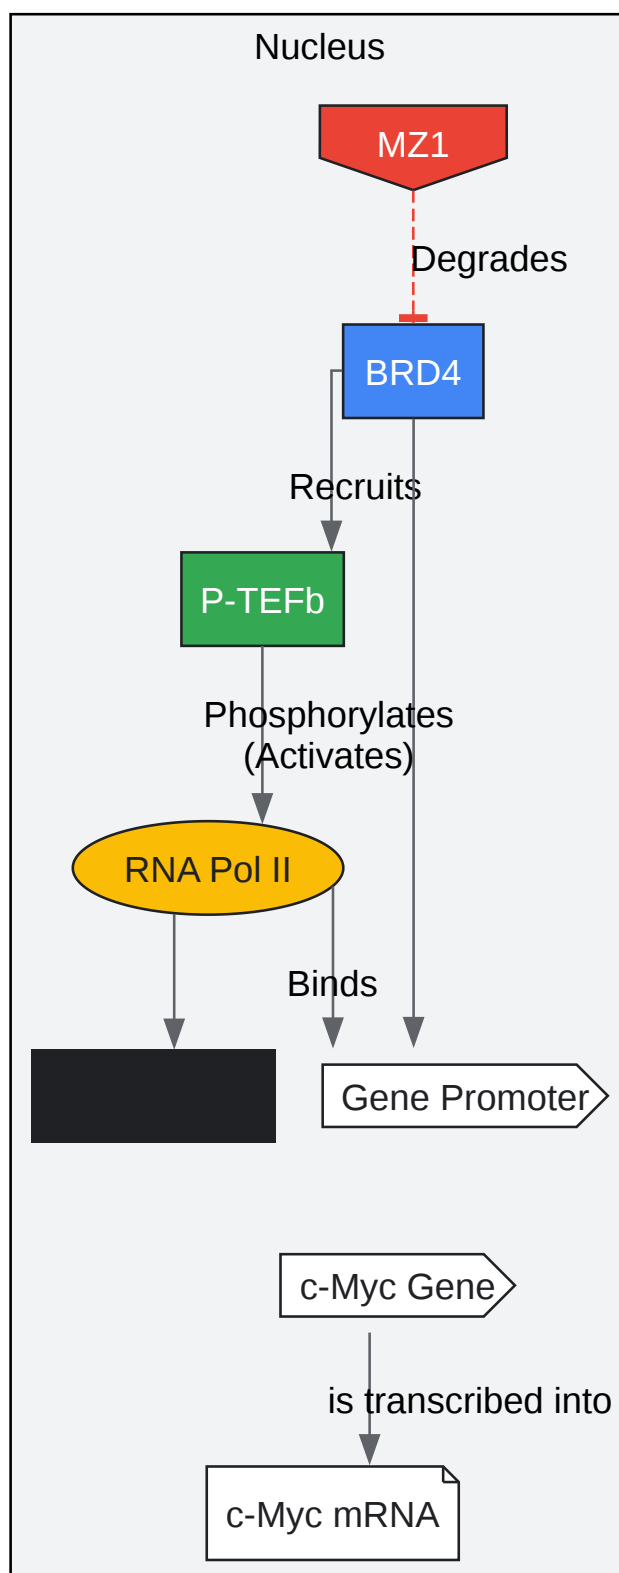 Nucleus
MZ1
Degrades
BRD4
Recruits
P-TEFb
Phosphorylates
(Activates)
RNA Pol II
Binds
Gene Promoter
c-Myc Gene
is transcribed into
c-Myc mRNA